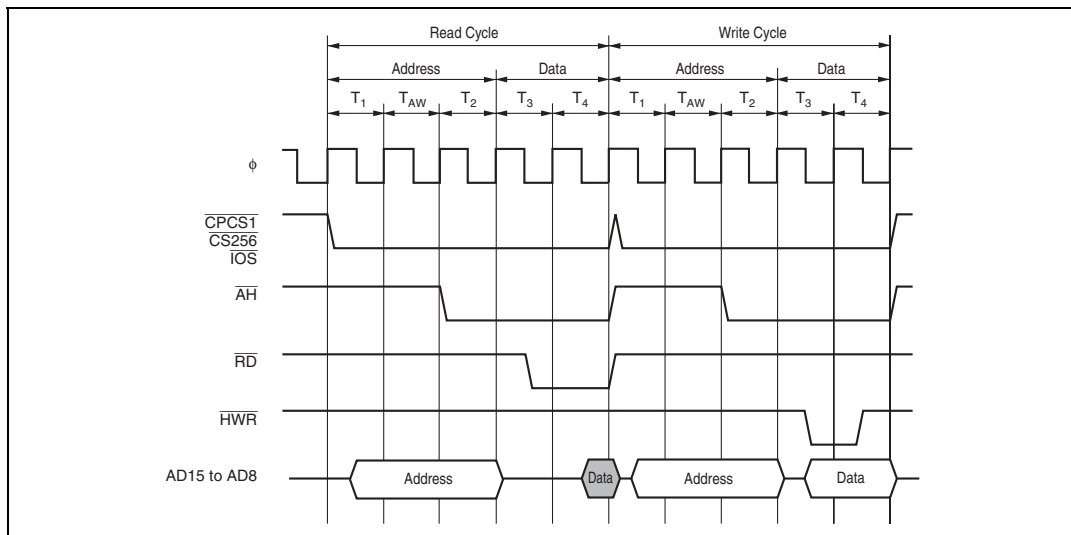 Read Cycle Write Cycle
Address Data Address Data
T1 TAW T2 T3 T4 T1 TAW T2 T3 T4
ϕ
CPCS1
CS256
IOS
AH
RD
HWR
AD15 to AD8 Address Data Address Data